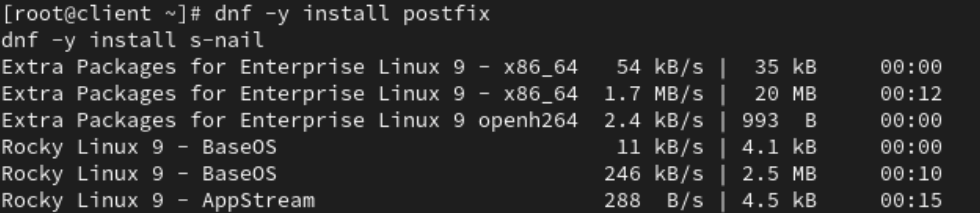 [root@client ~]# dnf -y install postfix
dnf -y install s-nail
Extra Packages for Enterprise Linux 9 - x86_64 54 kB/s | 35 kB 00:00
Extra Packages for Enterprise Linux 9 - x86_64 1.7 MB/s | 20 MB 00:12
Extra Packages for Enterprise Linux 9 openh264 2.4 kB/s | 993 B 00:00
Rocky Linux 9 - BaseOS 11 kB/s | 4.1 kB 00:00
Rocky Linux 9 - BaseOS 246 kB/s | 2.5 MB 00:10
Rocky Linux 9 - AppStream 288 B/s | 4.5 kB 00:15